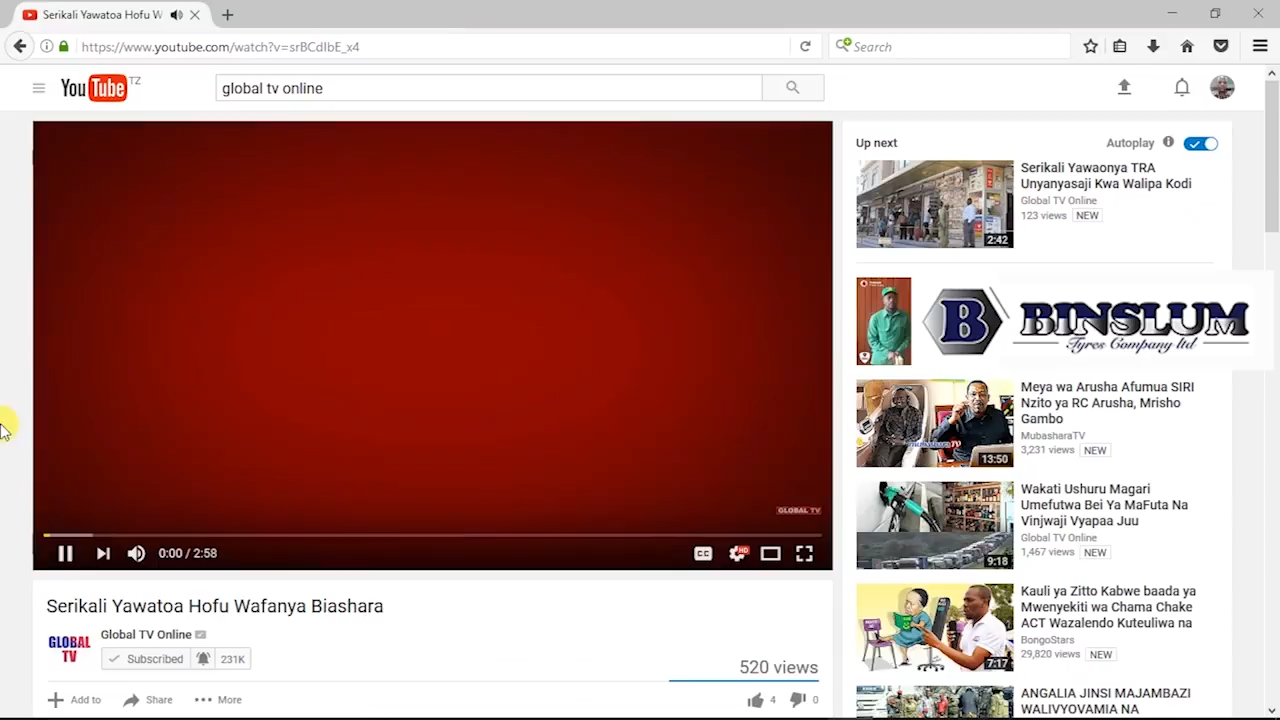 Serikali Yawatoa Hofu W
https://www.youtube.com/watch?v=srBCdIbE_x4
Search
YouTube TZ
global tv online
GLOBAL TV
0:00 / 2:58
CC
HD
Serikali Yawatoa Hofu Wafanya Biashara
GLOBAL TV
Global TV Online
Subscribed
231K
520 views
Add to
Share
More
4
0
Up next
Autoplay
2:42
Serikali Yawaonya TRA
Unyanyasaji Kwa Walipa Kodi
Global TV Online
123 views NEW
B
BINSLUM
Tyres Company ltd
13:50
Meya wa Arusha Afumua SIRI
Nzito ya RC Arusha, Mrisho
Gambo
MubasharaTV
3,231 views NEW
9:18
Wakati Ushuru Magari
Umefutwa Bei Ya MaFuta Na
Vinjwaji Vyapaa Juu
Global TV Online
1,467 views NEW
7:17
Kauli ya Zitto Kabwe baada ya
Mwenyekiti wa Chama Chake
ACT Wazalendo Kuteuliwa na
BongoStars
29,820 views NEW
ANGALIA JINSI MAJAMBAZI
WALIVYOVAMIA NA